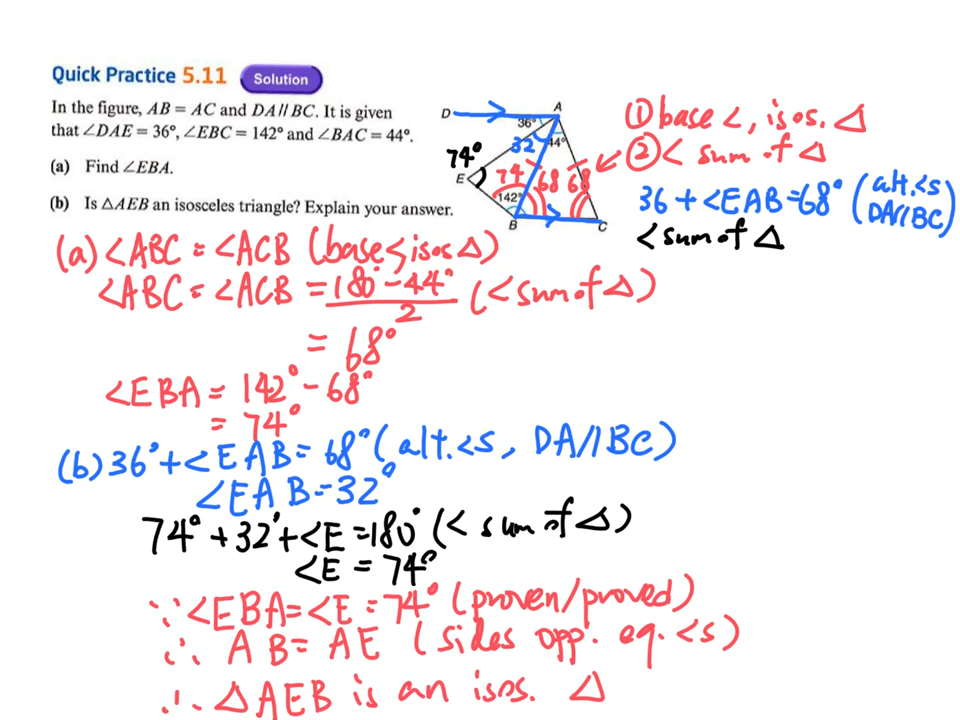 Quick Practice 5.11 Solution
In the figure, AB = AC and DA // BC. It is given
that ∠DAE = 36°, ∠EBC = 142° and ∠BAC = 44°.
(a) Find ∠EBA.
(b) Is △AEB an isosceles triangle? Explain your answer.
D A
36° 44°
32
74°
E 74 68 68
142°
B C
① base ∠, isos. △
② ∠ sum of △
36 + ∠EAB = 68° (alt. ∠s
DA//BC)
∠ sum of △
(a) ∠ABC = ∠ACB (base ∠, isos △)
∠ABC = ∠ACB = 180° - 44° / 2 (∠ sum of △)
= 68°
∠EBA = 142° - 68°
= 74°
(b) 36° + ∠EAB = 68° (alt. ∠s, DA//BC)
∠EAB = 32°
74° + 32° + ∠E = 180° (∠ sum of △)
∠E = 74°
∵ ∠EBA = ∠E = 74° (proven/proved)
∴ AB = AE (sides opp. eq. ∠s)
∴ △AEB is an isos. △